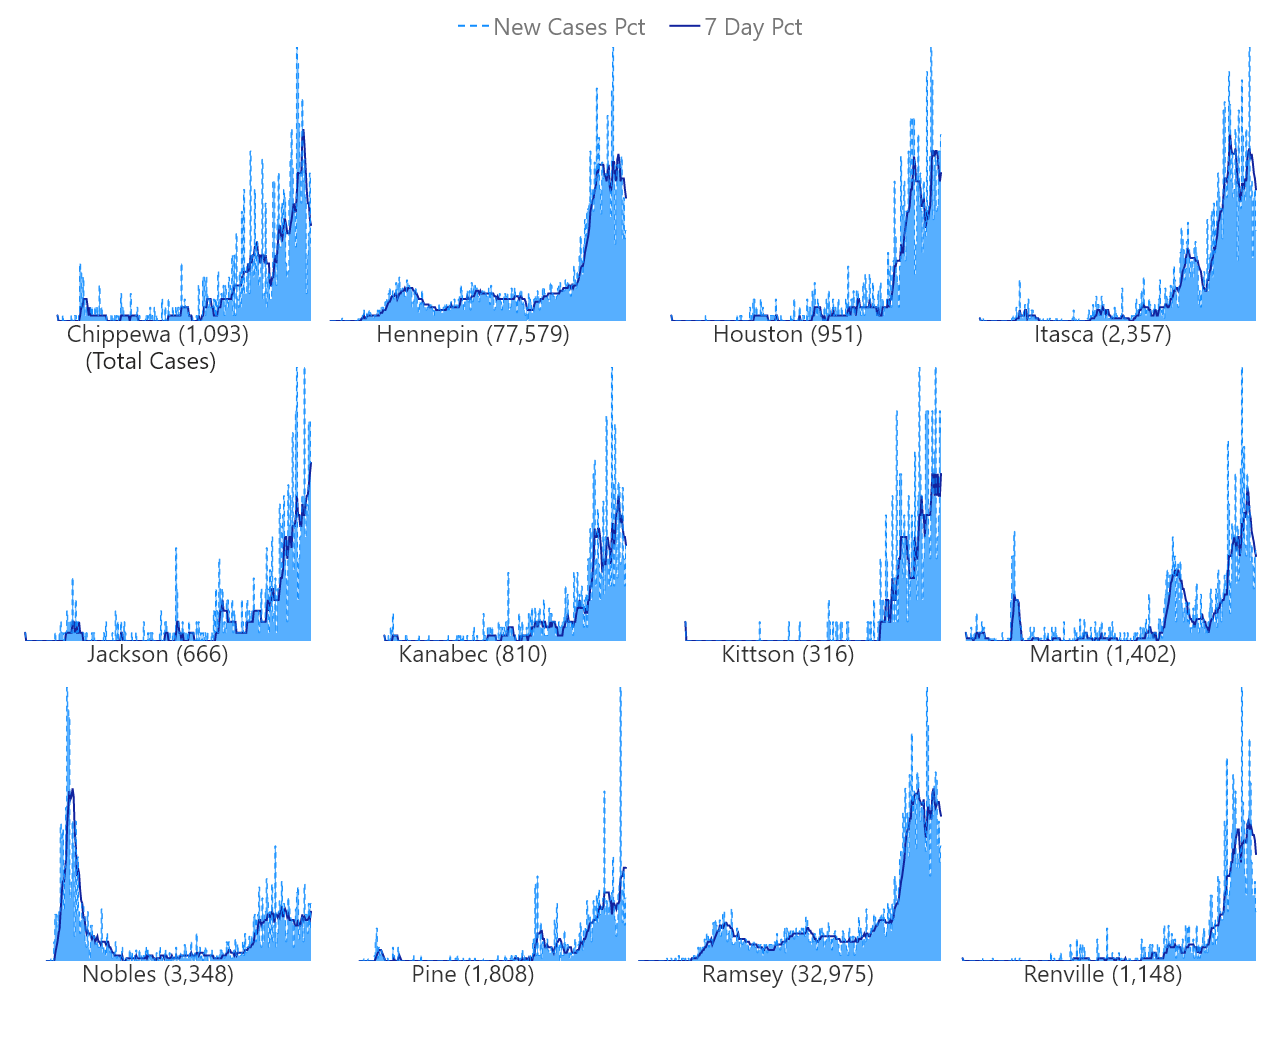 New Cases Pct 7 Day Pct
Chippewa (1,093) Hennepin (77,579) Houston (951) Itasca (2,357)
(Total Cases)
Jackson (666) Kanabec (810) Kittson (316) Martin (1,402)
Nobles (3,348) Pine (1,808) Ramsey (32,975) Renville (1,148)